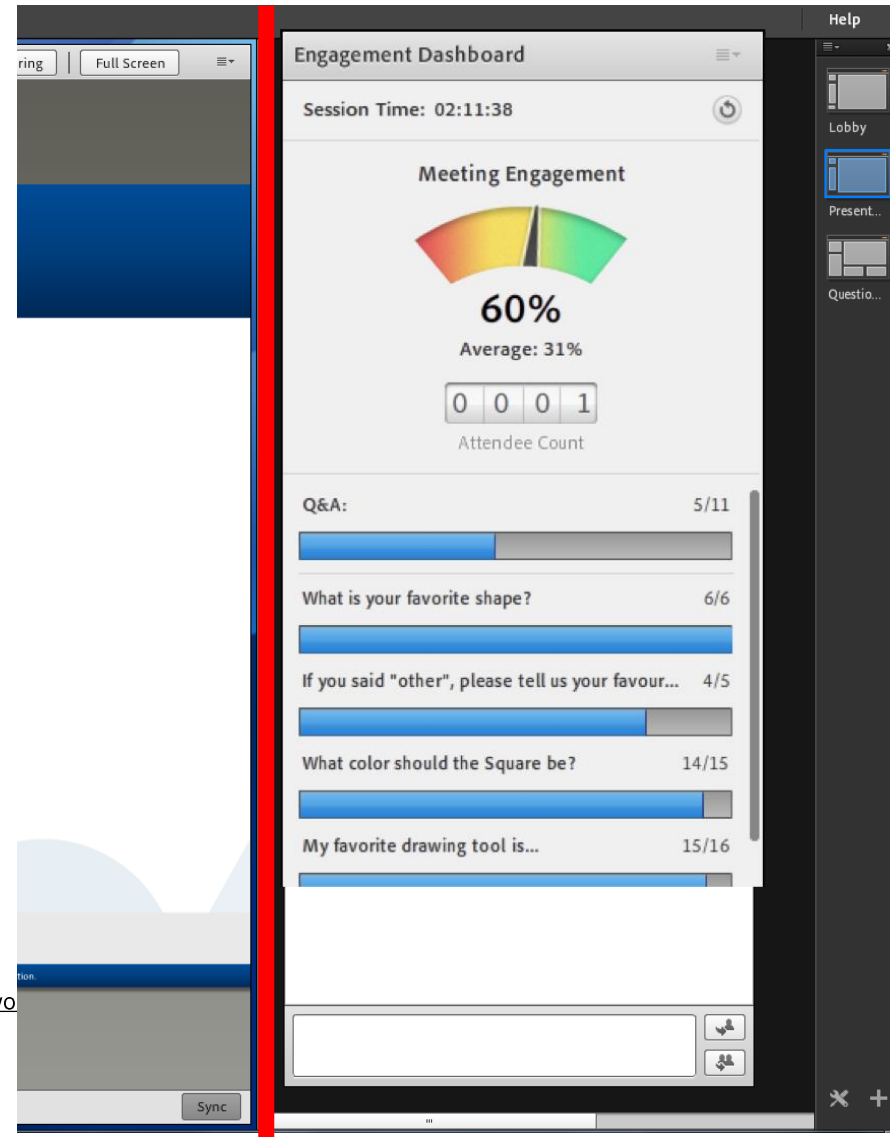 Help
ring
Full Screen
Engagement Dashboard
Session Time: 02:11:38
Meeting Engagement
60%
Average: 31%
0 0 0 1
Attendee Count
Q&A: 5/11
What is your favorite shape? 6/6
If you said "other", please tell us your favour... 4/5
What color should the Square be? 14/15
My favorite drawing tool is... 15/16
Lobby
Present...
Questio...
tion.
vo
Sync